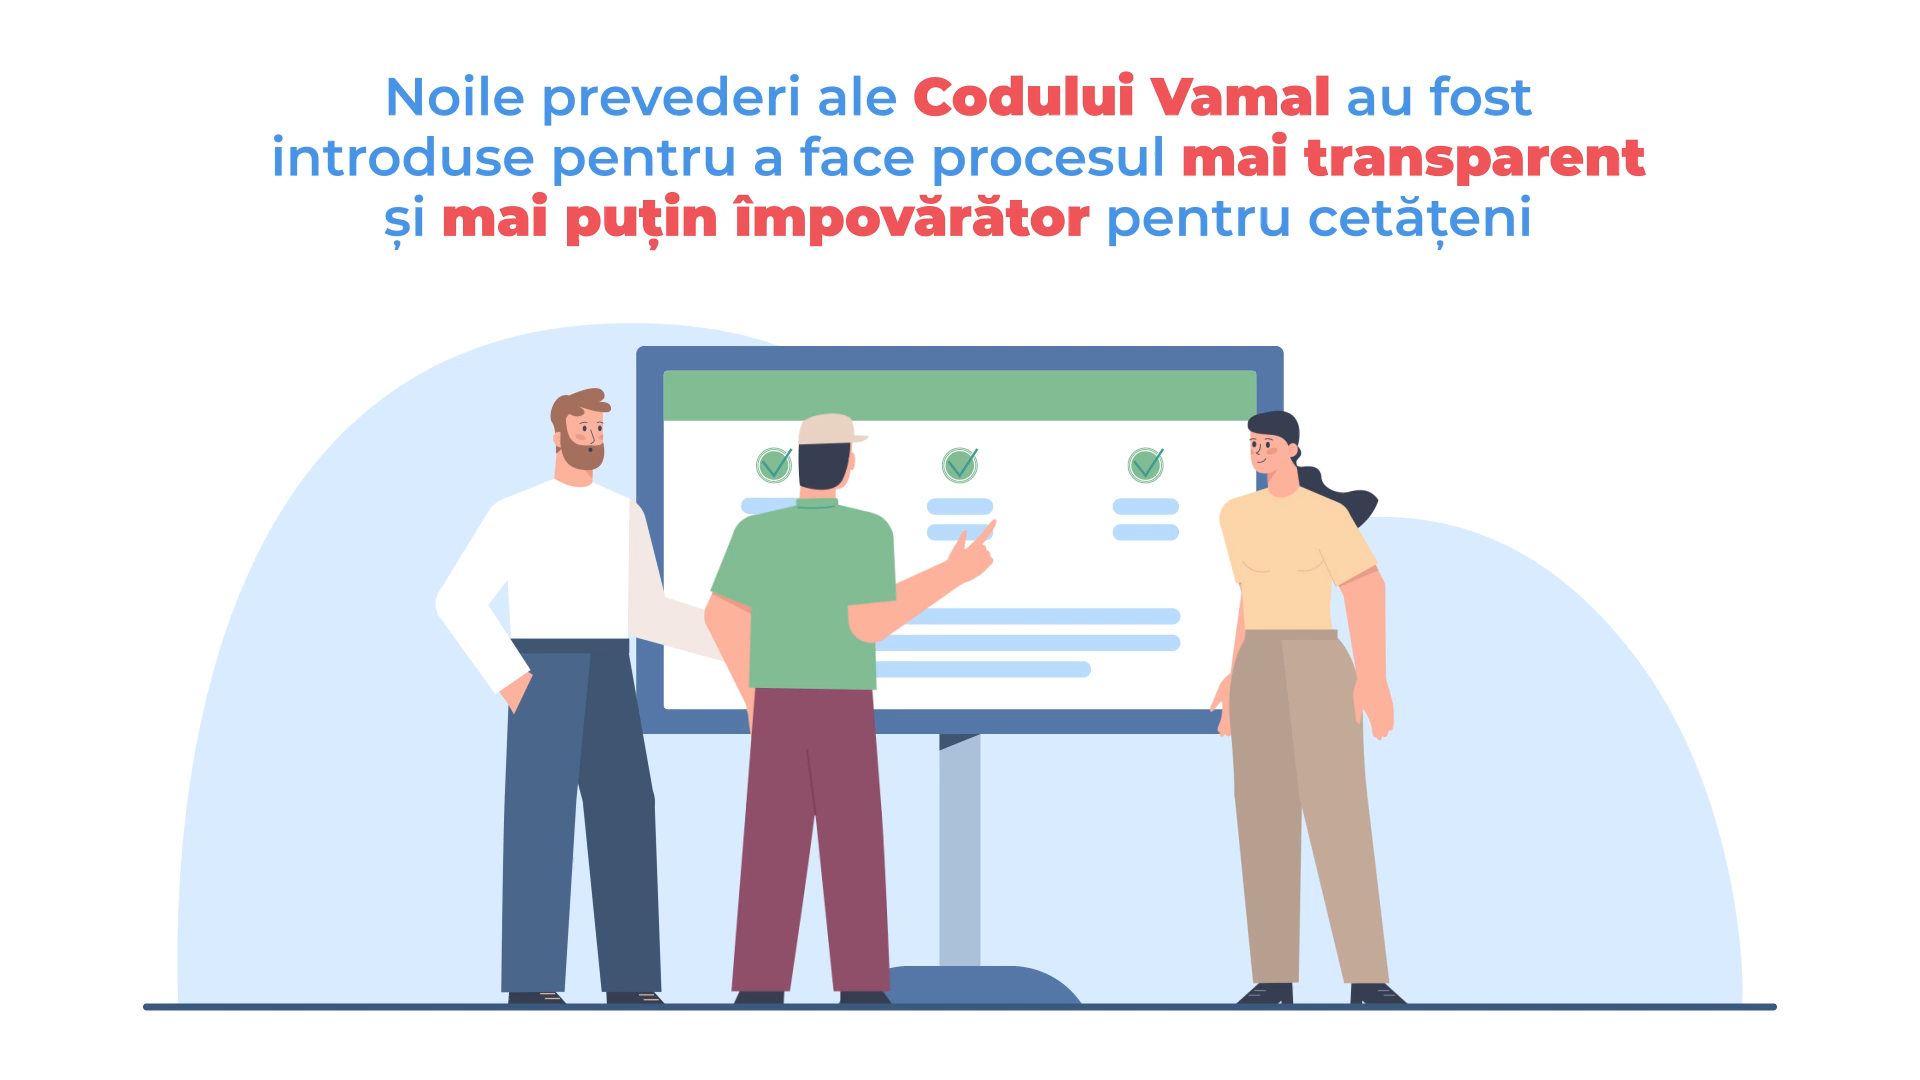 Noile prevederi ale Codului Vamal au fost
introduse pentru a face procesul mai transparent
și mai puțin împovărător pentru cetățeni